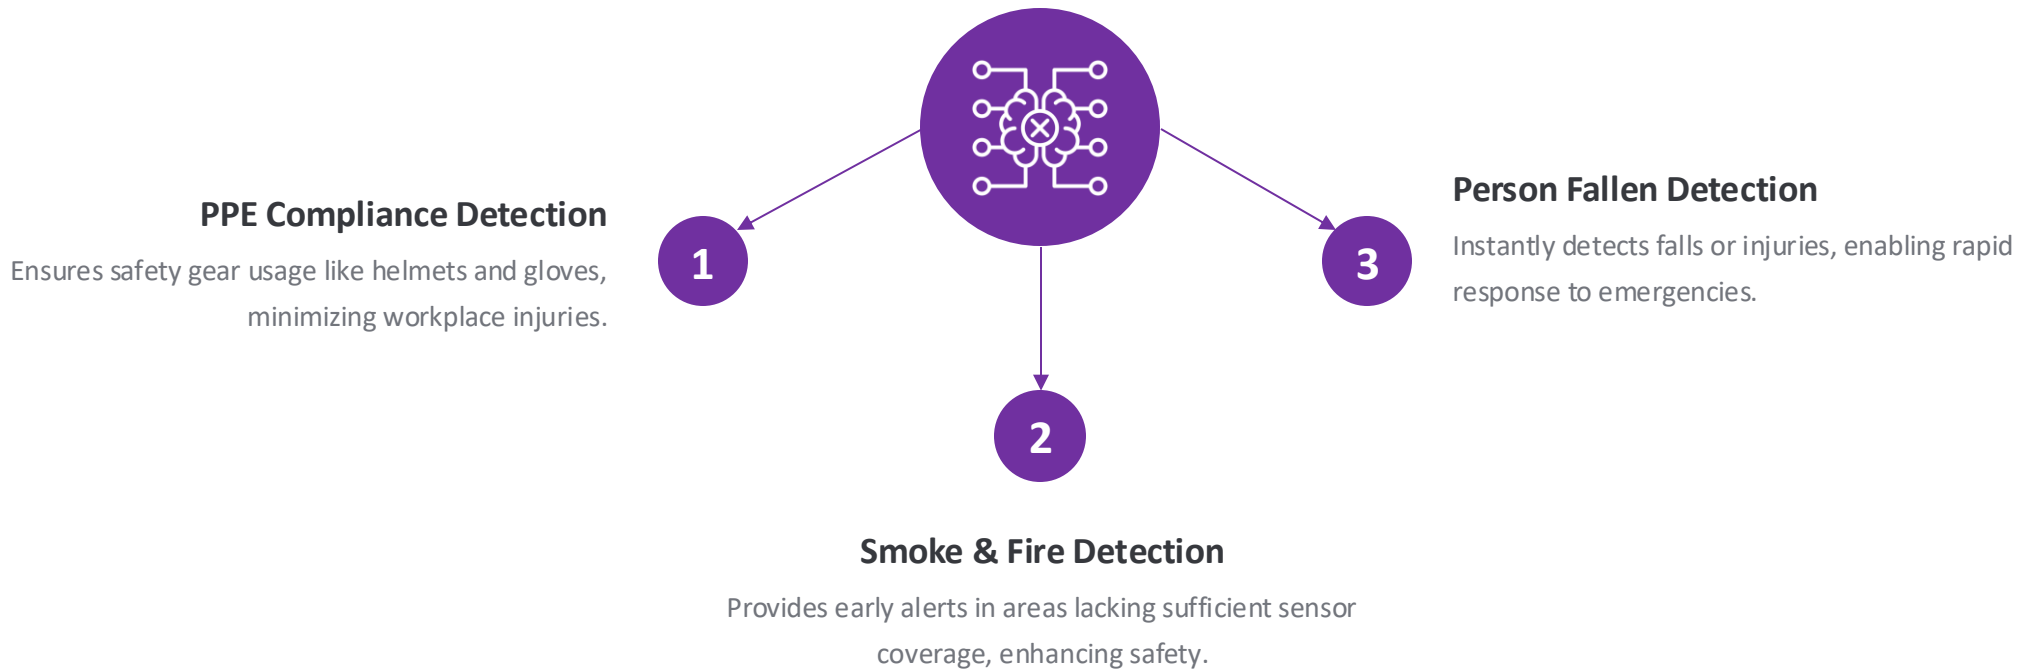 PPE Compliance Detection
Ensures safety gear usage like helmets and gloves,
minimizing workplace injuries.
1
2
Smoke & Fire Detection
Provides early alerts in areas lacking sufficient sensor
coverage, enhancing safety.
3
Person Fallen Detection
Instantly detects falls or injuries, enabling rapid
response to emergencies.